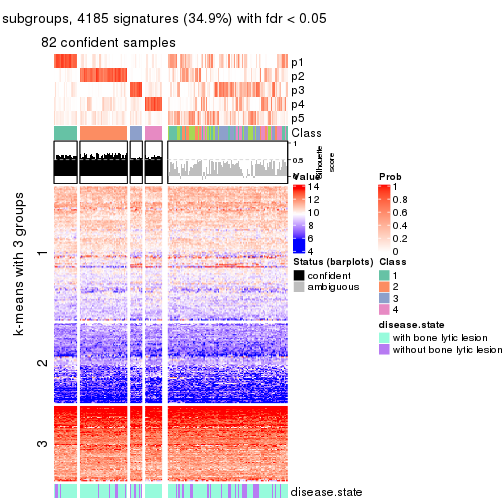 subgroups, 4185 signatures (34.9%) with fdr < 0.05
82 confident samples
p1
p2
p3
p4
p5
Class
1
0.5
0
Silhouette
score
k-means with 3 groups
1
2
3
Value
14
12
10
8
6
4
Prob
1
0.8
0.6
0.4
0.2
0
Status (barplots)
confident
ambiguous
Class
1
2
3
4
disease.state
with bone lytic lesion
without bone lytic lesion
disease.state